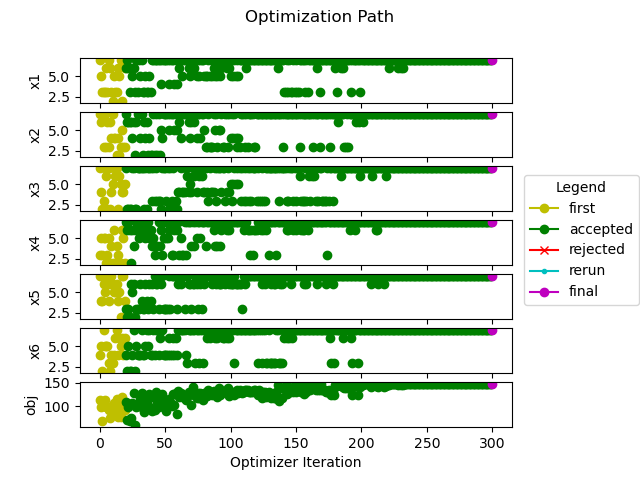 Optimization Path
x1
5.0
2.5
x2
5.0
2.5
x3
5.0
2.5
x4
5.0
2.5
x5
5.0
2.5
x6
5.0
2.5
obj
150
100
0
50
100
150
200
250
300
Optimizer Iteration
Legend
first
accepted
rejected
rerun
final